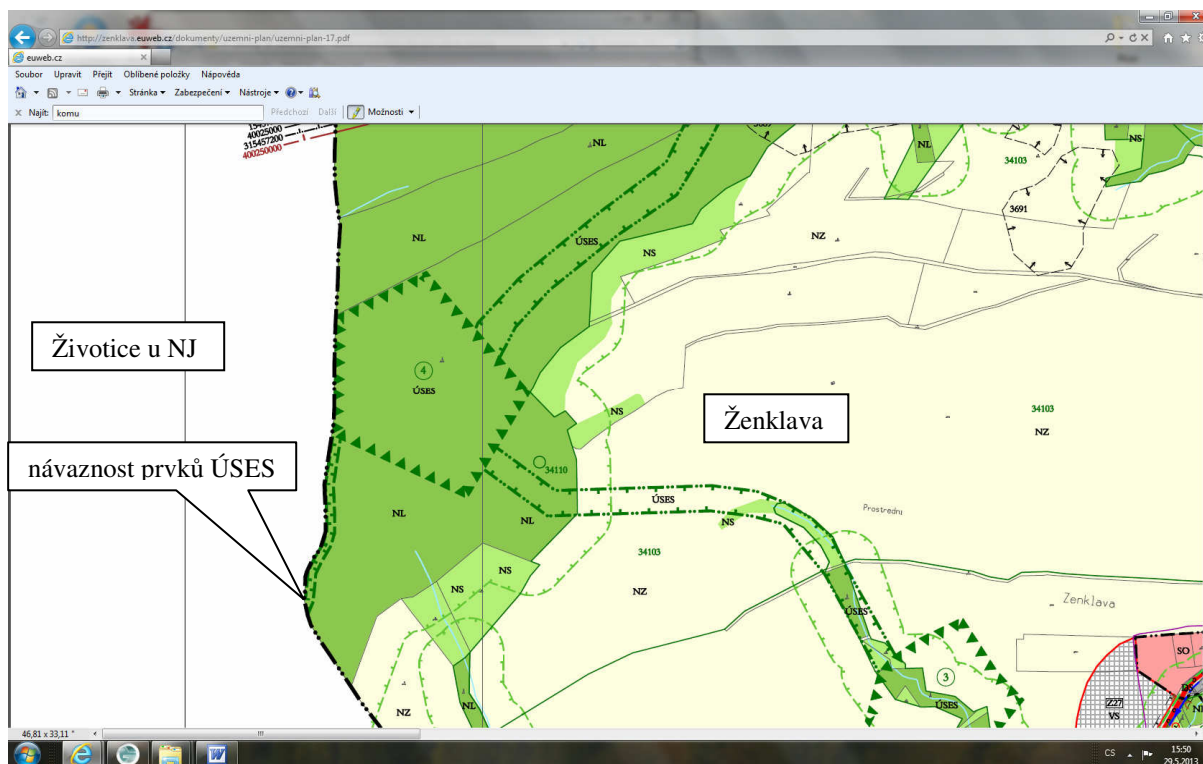 http://zenklava.euweb.cz/dokumenty/uzemni-plan/uzemni-plan-17.pdf
euweb.cz
Soubor Upravit Přejít Oblíbené položky Nápověda
Stránka Zabezpečení Nástroje
Najít: komu Předchozí Další Možnosti
40025000
315457200
400250000
NL
NL
NS
34103
3691
NL
ÚSES
NS
NZ
Životice u NJ
4
ÚSES
NS
Ženklava
34103
NZ
návaznost prvků ÚSES
34110
ÚSES
NL
NL
NS
Prostrední
34103
NS
NS
NZ
ÚSES
Zenklava
SO
3
NZ
NL
ÚSES
Z27
VS
46,81 x 33,11 "
CS
15:50
29.5.2013